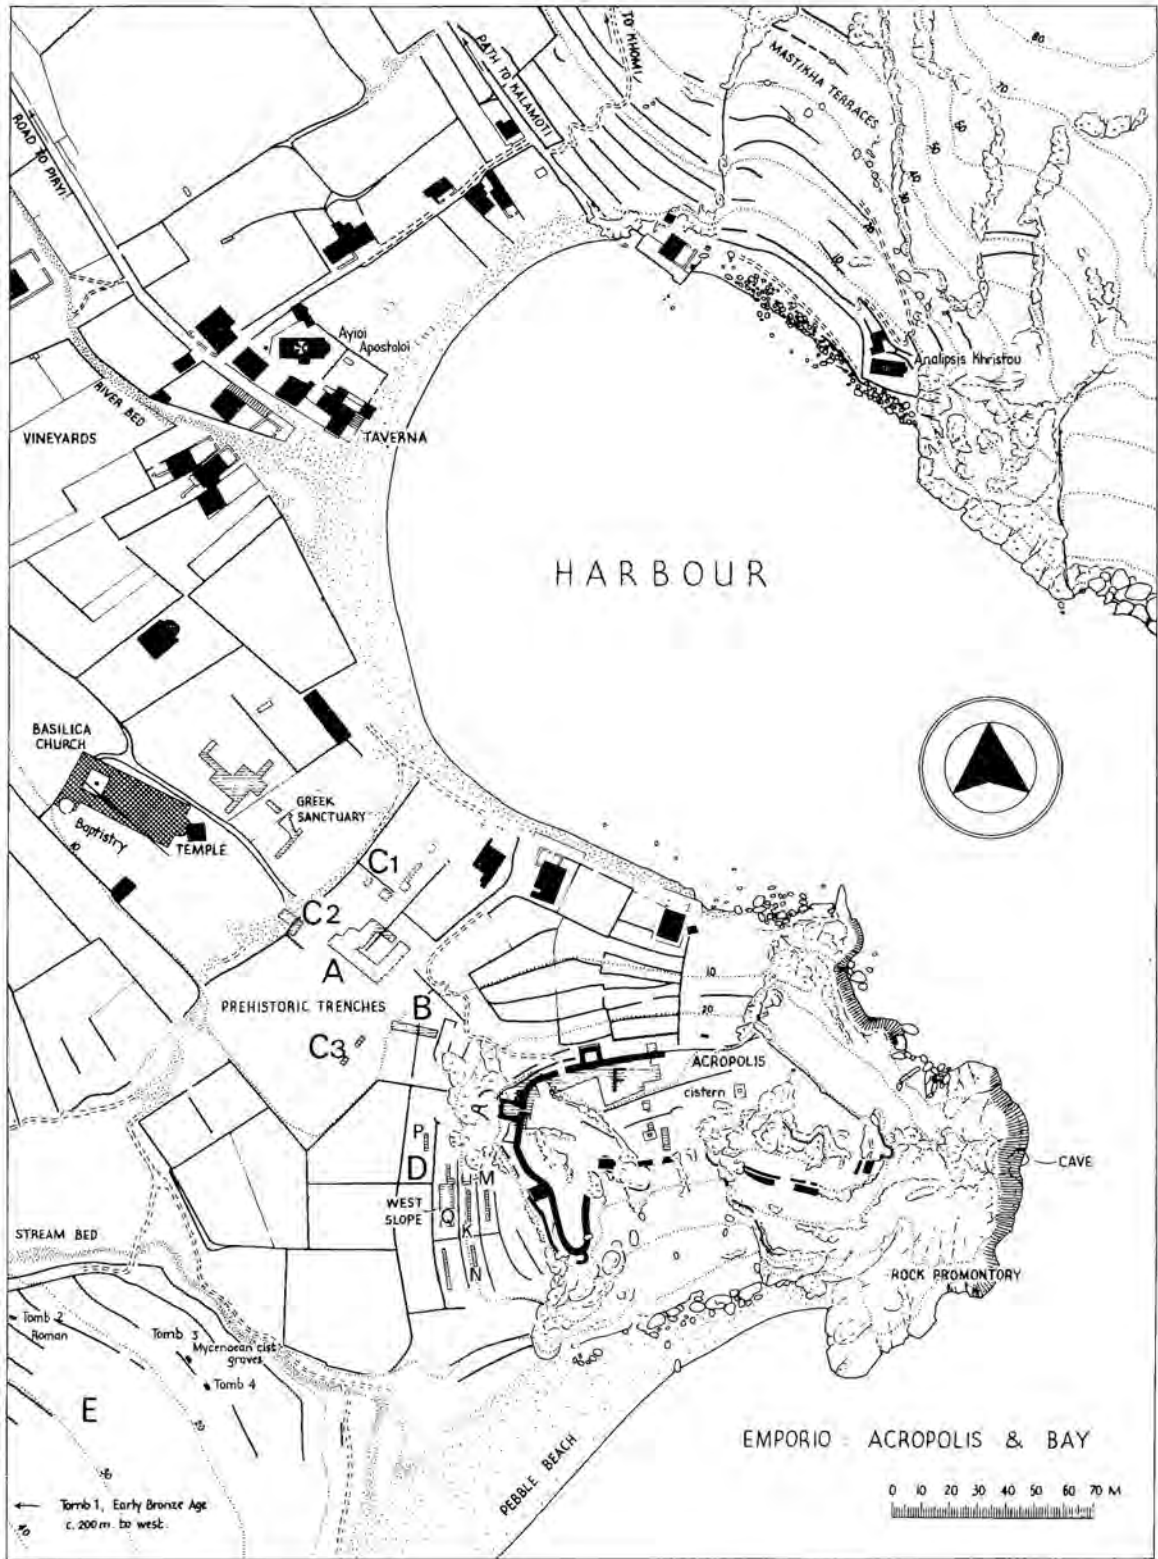 TO KHOMI
PATH TO KALAMOTI
MASTIKHA TERRACES
80
70
60
50
ROAD TO PIRYI
20
10
Ayioi
Apostoloi
Analipsis Khristou
RIVER BED
VINEYARDS
TAVERNA
HARBOUR
BASILICA
CHURCH
GREEK
SANCTUARY
Baptistry
TEMPLE
10
C1
C2
A
PREHISTORIC TRENCHES
B
C3
10
20
ACROPOLIS
F
cistern
P
D
L
M
WEST
SLOPE
O
K
N
CAVE
STREAM BED
ROCK PROMONTORY
Tomb 2
Roman
Tomb 3
Mycenaean cist
graves
Tomb 4
E
PEBBLE BEACH
EMPORIO : ACROPOLIS & BAY
0 10 20 30 40 50 60 70 M
Tomb 1, Early Bronze Age
c. 200 m. to west.
40